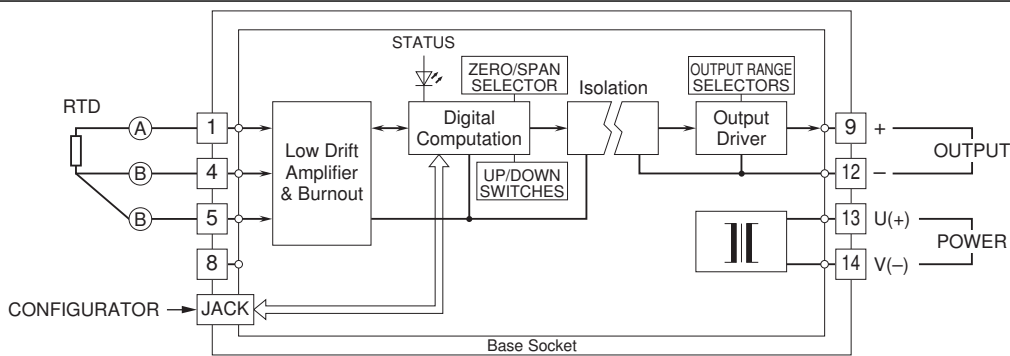 STATUS
ZERO/SPAN
SELECTOR
Isolation
OUTPUT RANGE
SELECTORS
RTD
A
1
Low Drift
Amplifier
& Burnout
Digital
Computation
Output
Driver
9
+
OUTPUT
B
4
UP/DOWN
SWITCHES
12
–
B
5
13
U(+)
POWER
8
14
V(–)
CONFIGURATOR
JACK
Base Socket